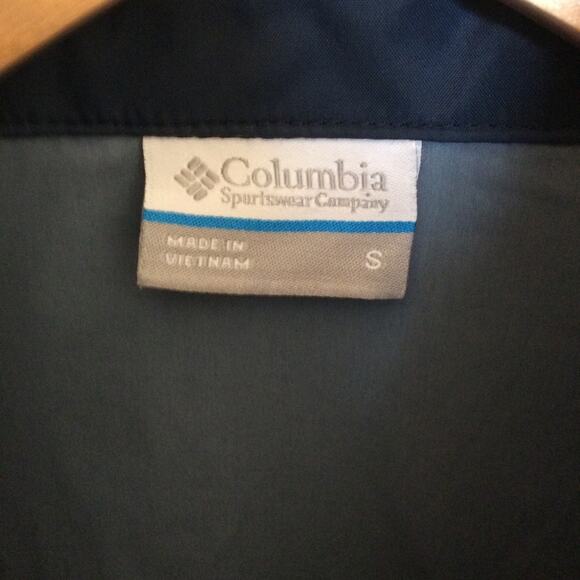 Columbia
Sportswear Company
MADE IN
VIETNAM
S